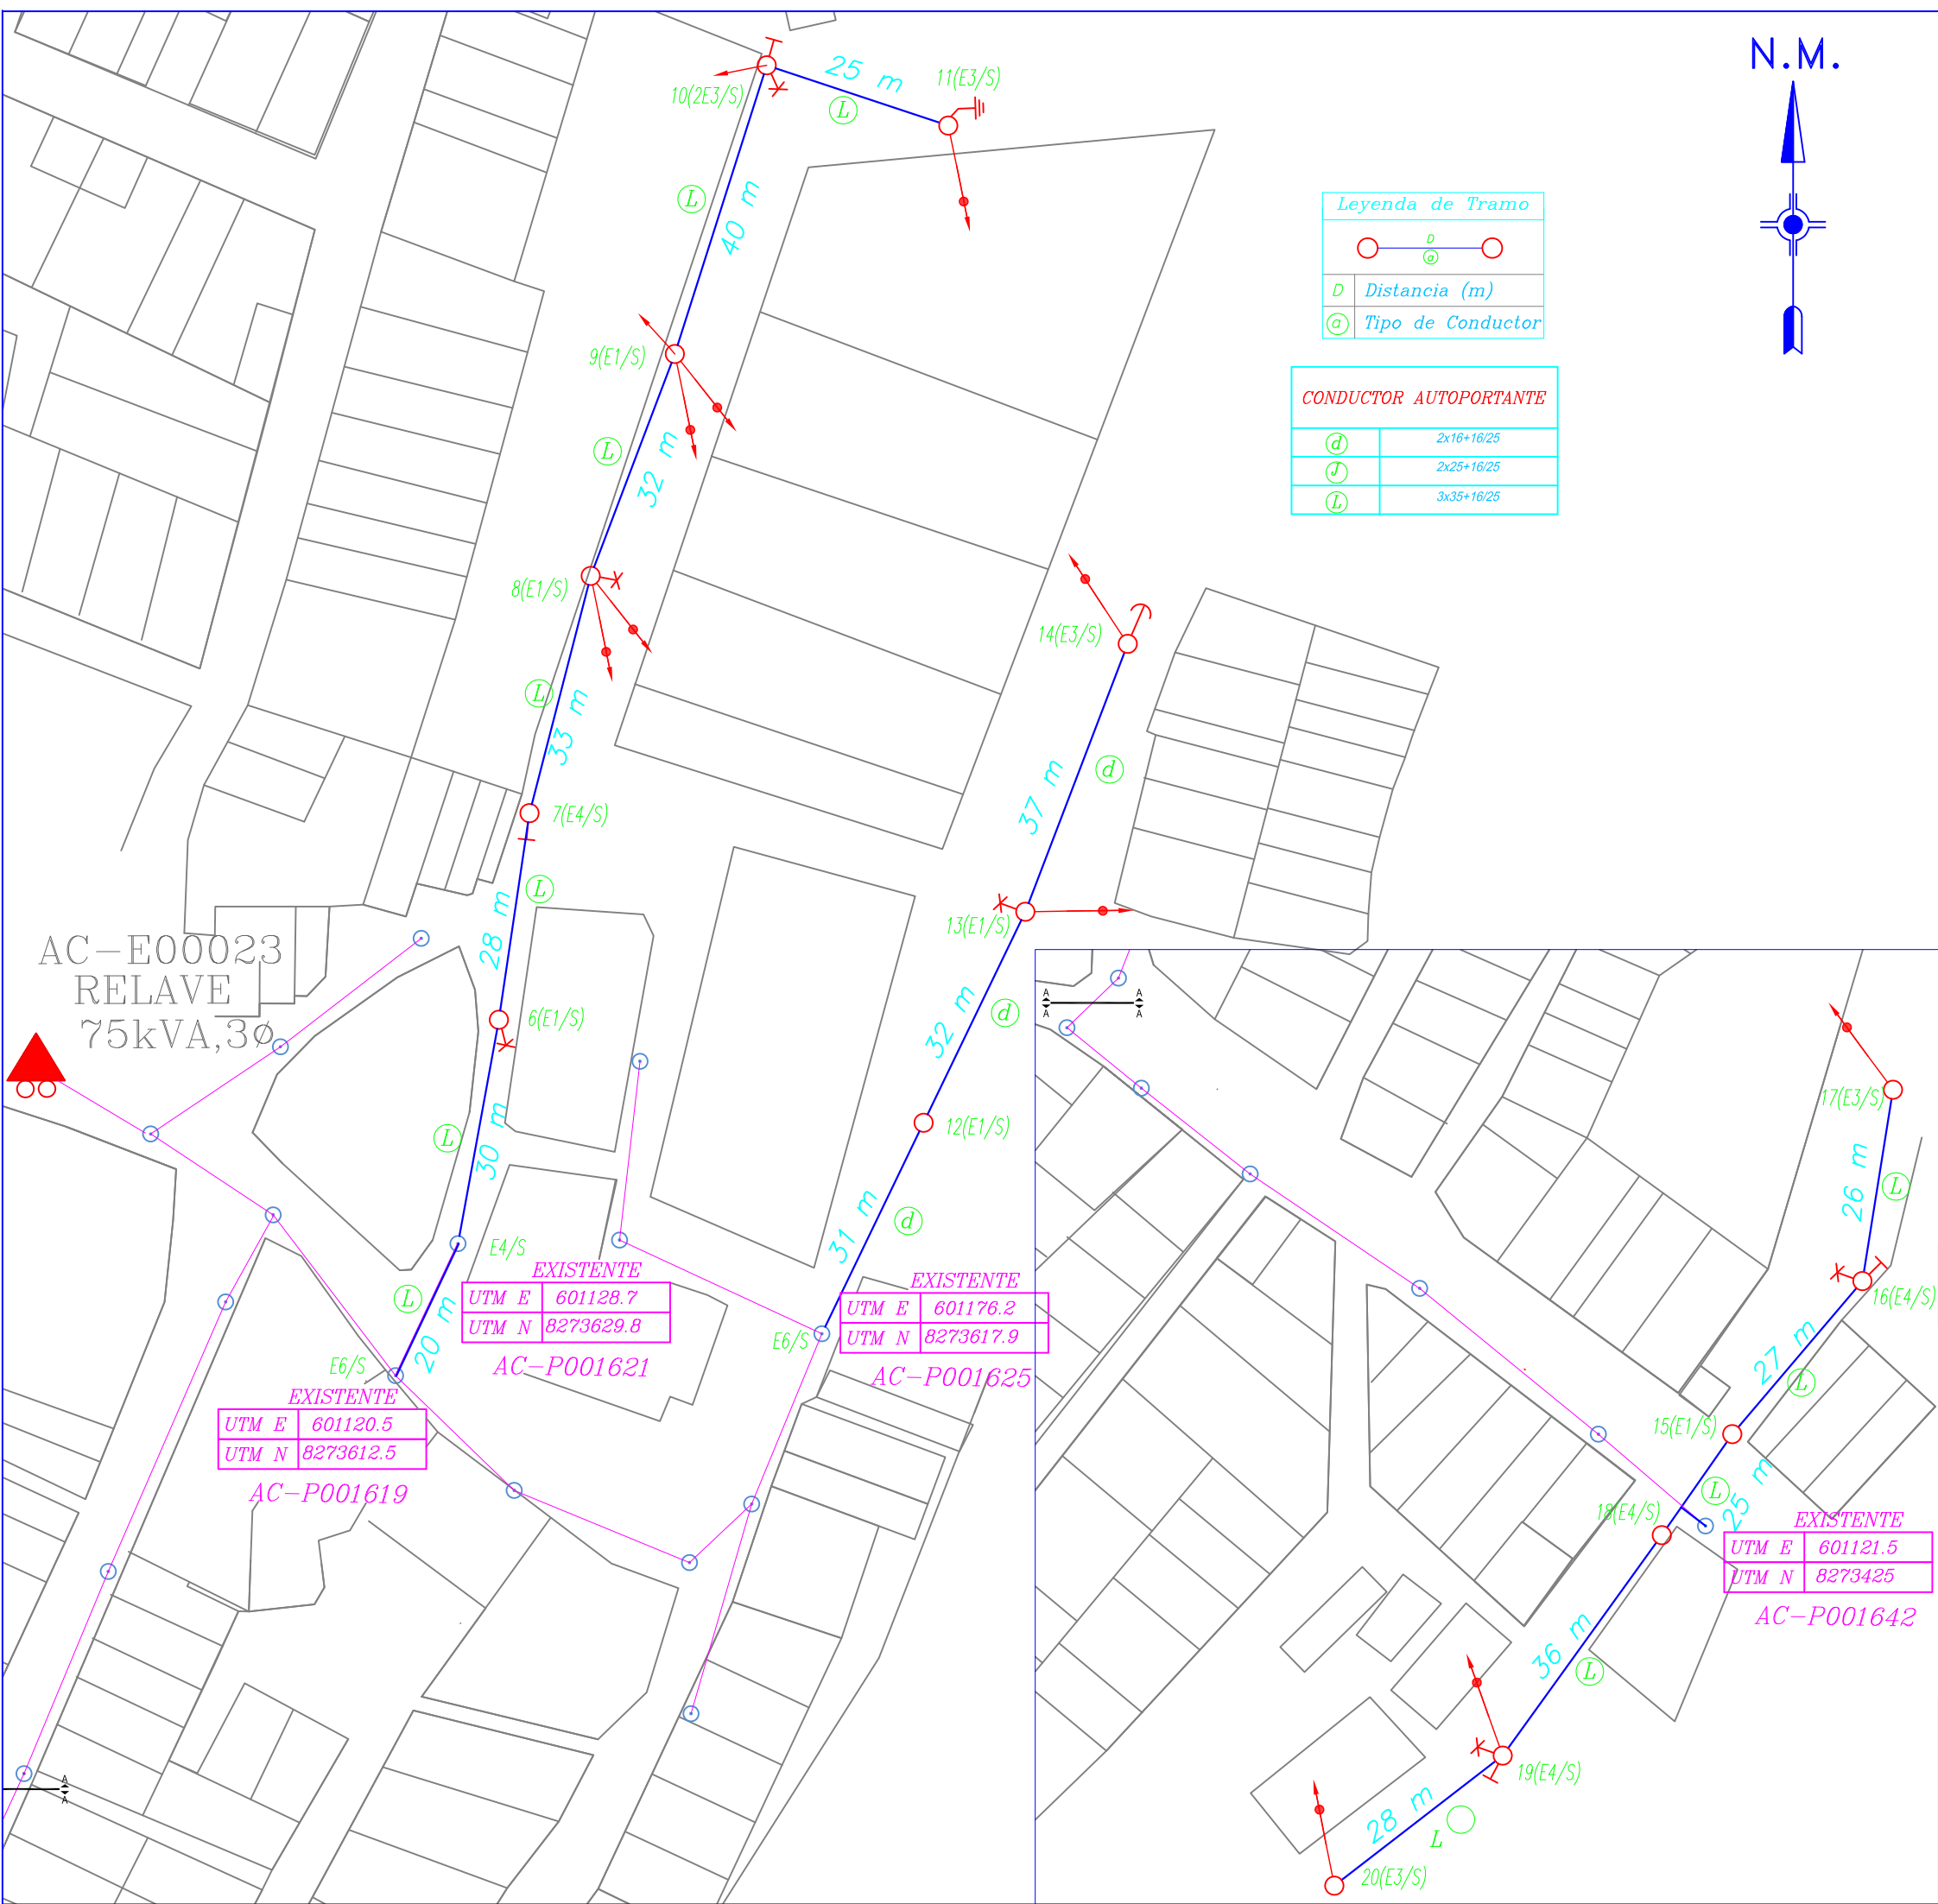 N.M.
25 m
L
11(E3/S)
10(2E3/S)
L
40 m
Leyenda de Tramo
D
a
D Distancia (m)
a Tipo de Conductor
9(E1/S)
L
32 m
CONDUCTOR AUTOPORTANTE
d 2x16+16/25
J 2x25+16/25
L 3x35+16/25
8(E1/S)
14(E3/S)
L
33 m
37 m
d
7(E4/S)
L
28 m
13(E1/S)
AC-E00023
RELAVE
75kVA,3ø
6(E1/S)
32 m
d
A A
A A
12(E1/S)
L
30 m
31 m
d
17(E3/S)
26 m
L
16(E4/S)
E4/S
EXISTENTE
UTM E 601128.7
UTM N 8273629.8
AC-P001621
EXISTENTE
UTM E 601176.2
UTM N 8273617.9
AC-P001625
E6/S
L
20 m
E6/S
EXISTENTE
UTM E 601120.5
UTM N 8273612.5
AC-P001619
27 m
L
15(E1/S)
L
25 m
18(E4/S)
EXISTENTE
UTM E 601121.5
UTM N 8273425
AC-P001642
36 m
L
19(E4/S)
A
A
28 m
L
20(E3/S)